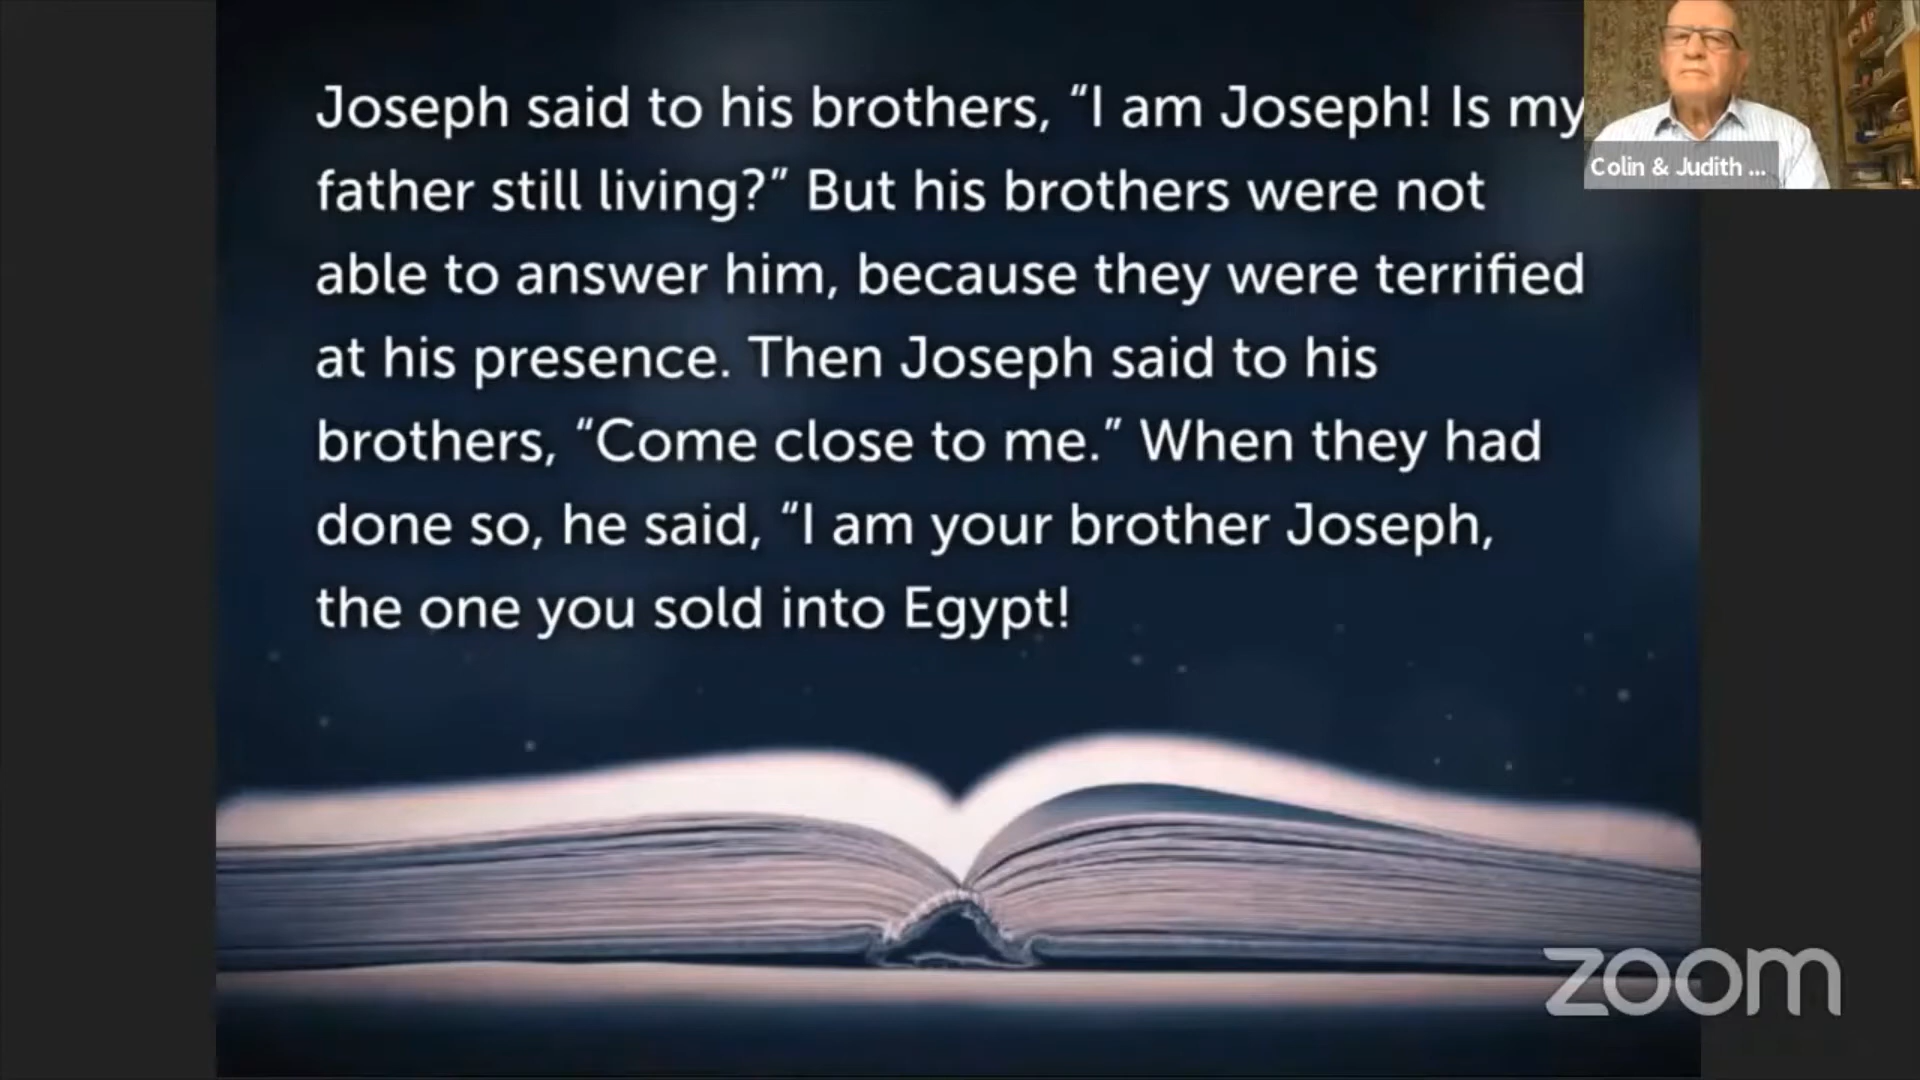 Joseph said to his brothers, “I am Joseph! Is my
father still living?” But his brothers were not
able to answer him, because they were terrified
at his presence. Then Joseph said to his
brothers, “Come close to me.” When they had
done so, he said, “I am your brother Joseph,
the one you sold into Egypt!
Colin & Judith ...
zoom